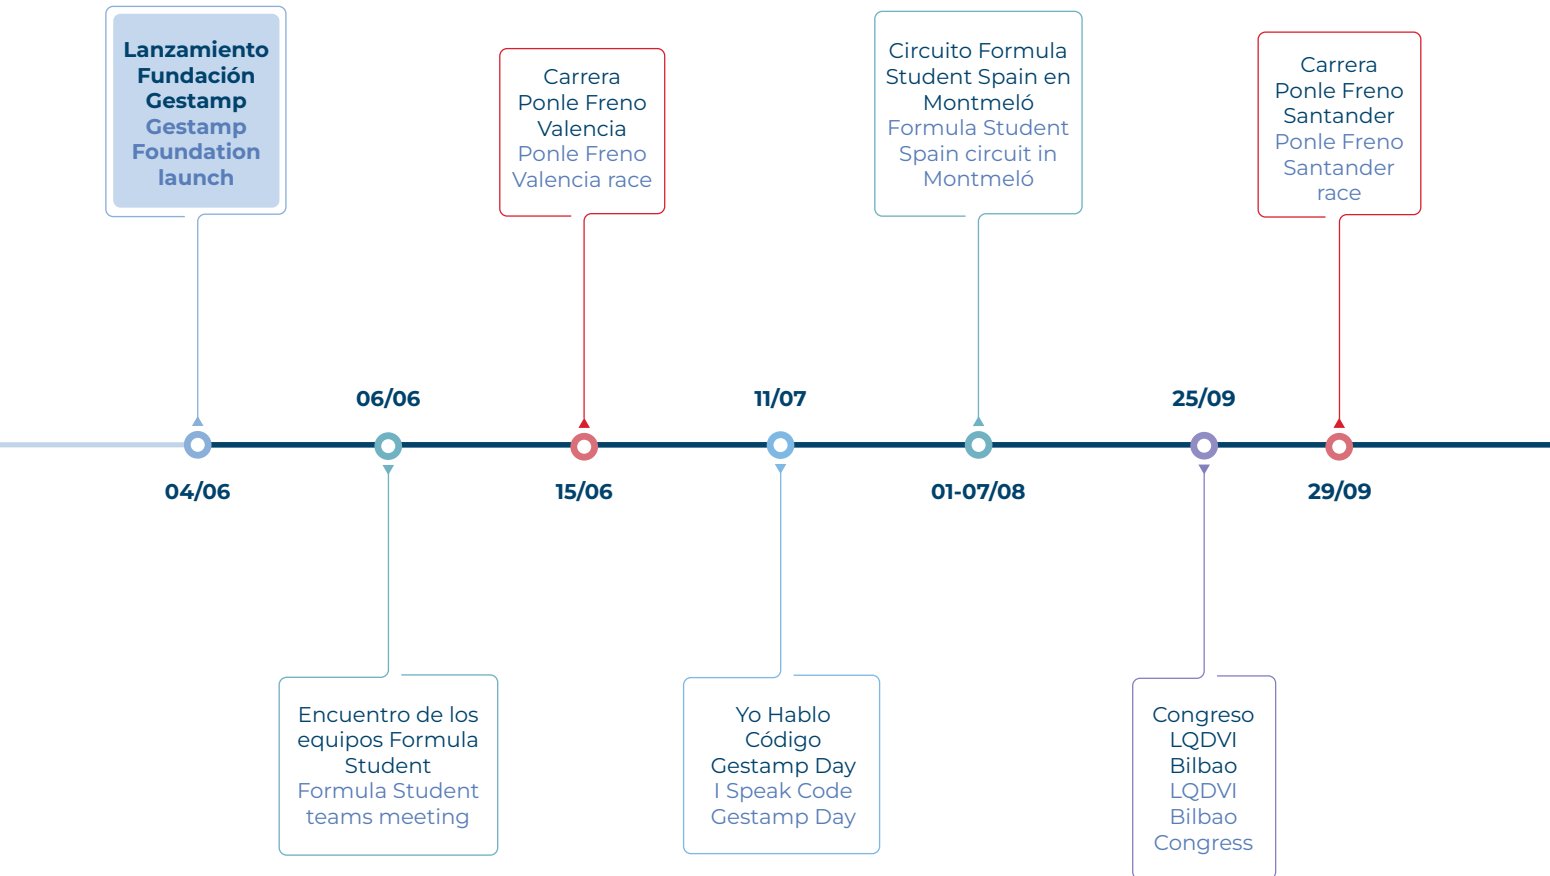 Lanzamiento
Fundación
Gestamp
Gestamp
Foundation
launch
04/06
06/06
Encuentro de los
equipos Formula
Student
Formula Student
teams meeting
Carrera
Ponle Freno
Valencia
Ponle Freno
Valencia race
15/06
11/07
Yo Hablo
Código
Gestamp Day
I Speak Code
Gestamp Day
Circuito Formula
Student Spain en
Montmeló
Formula Student
Spain circuit in
Montmeló
01-07/08
25/09
Congreso
LQDVI
Bilbao
LQDVI
Bilbao
Congress
Carrera
Ponle Freno
Santander
Ponle Freno
Santander
race
29/09